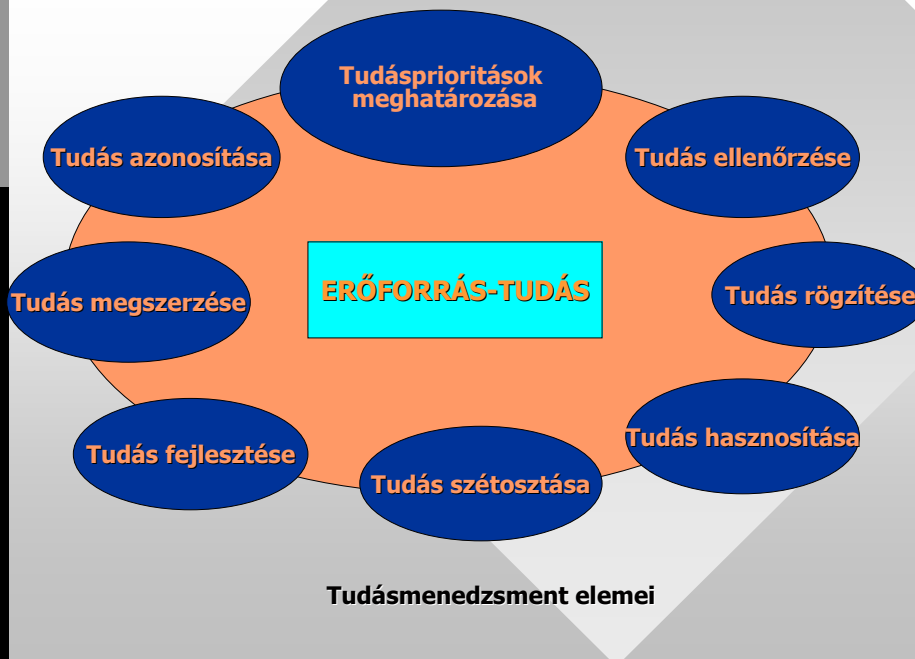 Tudásprioritások
meghatározása
Tudás azonosítása
Tudás ellenőrzése
Tudás megszerzése
ERŐFORRÁS-TUDÁS
Tudás rögzítése
Tudás fejlesztése
Tudás hasznosítása
Tudás szétosztása
Tudásmenedzsment elemei